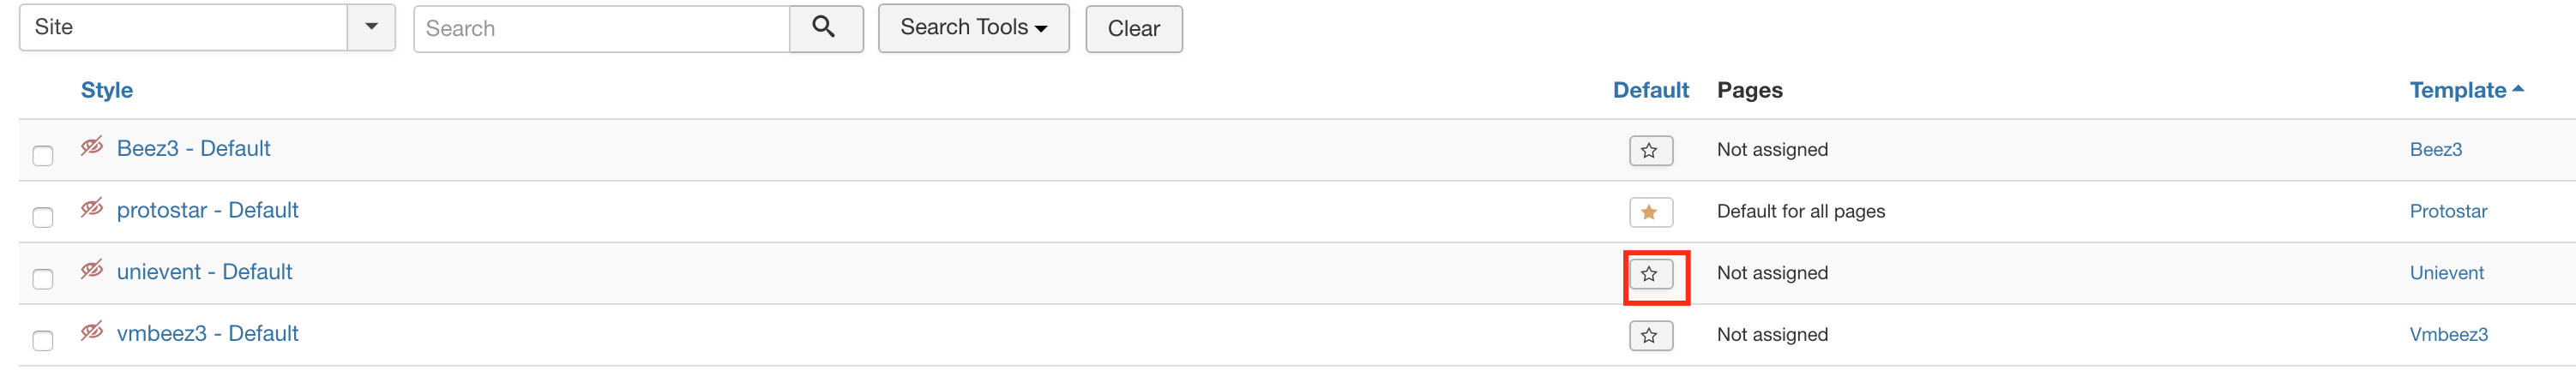 Site Search Search Tools Clear
Style Default Pages Template
Beez3 - Default Not assigned Beez3
protostar - Default Default for all pages Protostar
unievent - Default Not assigned Unievent
vmbeez3 - Default Not assigned Vmbeez3